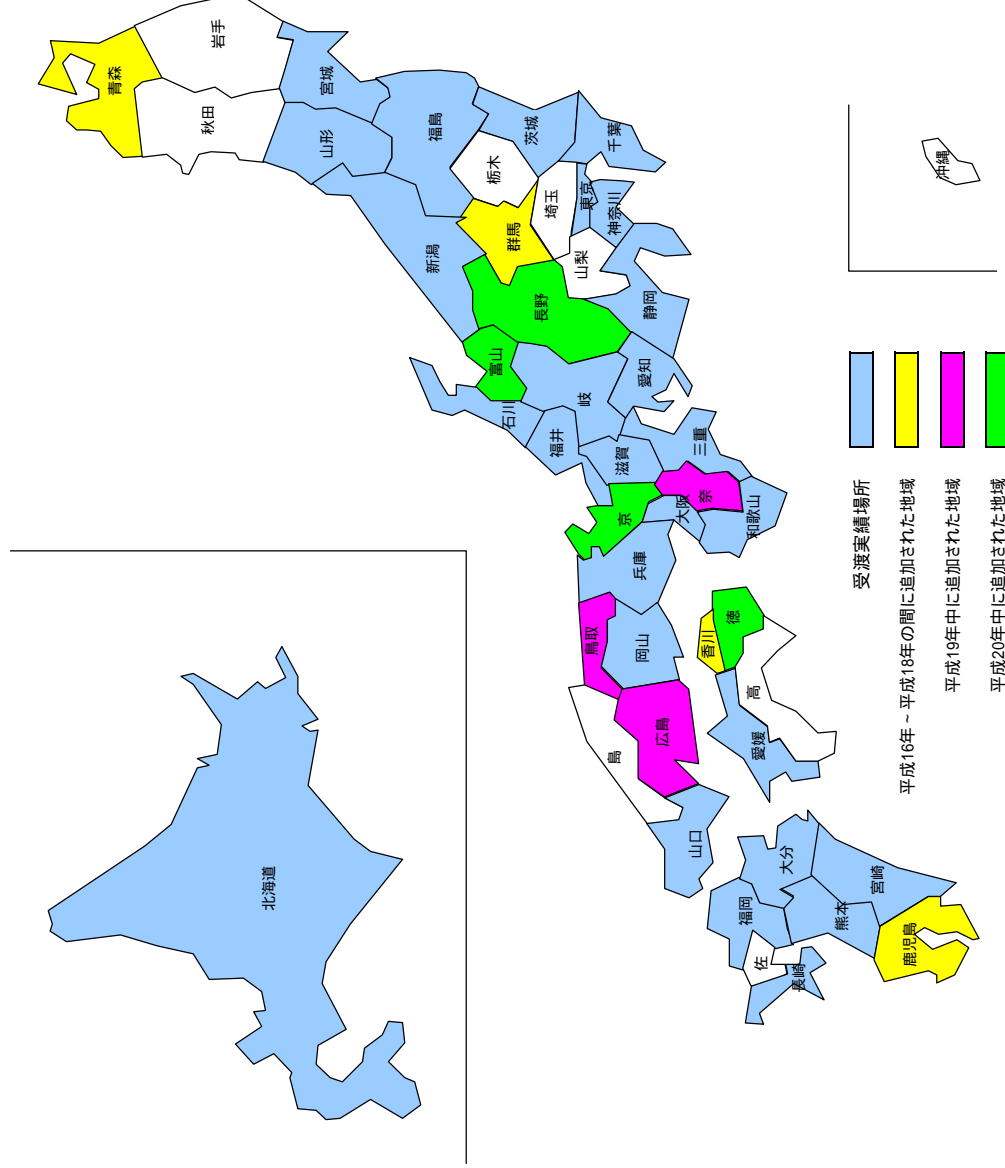 北海道
青森
岩手
秋田
宮城
山形
福島
新潟
栃木
茨城
群馬
埼玉
千葉
東京
神奈川
山梨
長野
静岡
富山
石川
岐
愛知
福井
滋賀
三重
京
奈
大阪
和歌山
兵庫
鳥取
岡山
島
広島
山口
香川
徳
高
愛媛
福岡
大分
佐
長崎
熊本
宮崎
鹿児島
沖縄
受渡実績場所
平成16年~平成18年の間に追加された地域
平成19年中に追加された地域
平成20年中に追加された地域